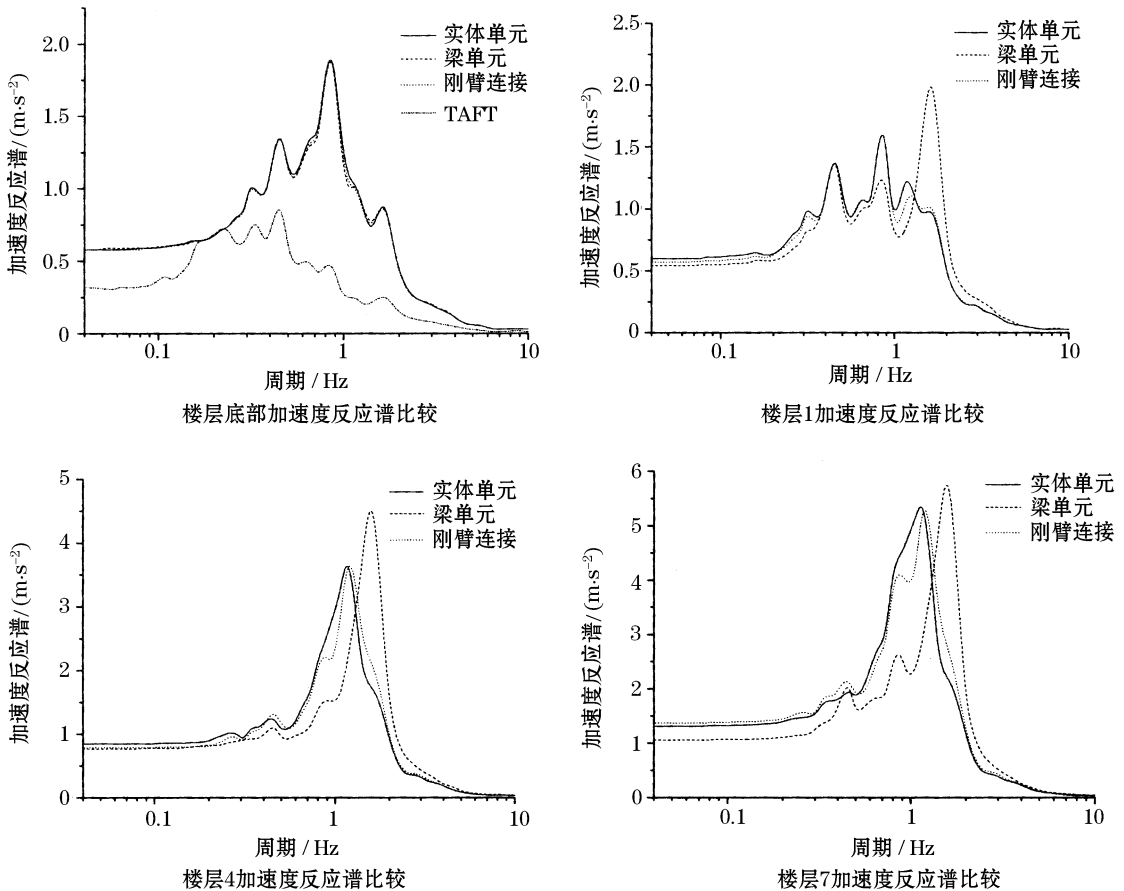 2.0
1.5
1.0
0.5
0
0.1
1
10
加速度反应谱/(m·s⁻²)
实体单元
梁单元
刚臂连接
TAFT
周期 / Hz
楼层底部加速度反应谱比较
2.5
2.0
1.5
1.0
0.5
0
0.1
1
10
加速度反应谱/(m·s⁻²)
实体单元
梁单元
刚臂连接
周期 / Hz
楼层1加速度反应谱比较
5
4
3
2
1
0
0.1
1
10
加速度反应谱/(m·s⁻²)
实体单元
梁单元
刚臂连接
周期 / Hz
楼层4加速度反应谱比较
6
5
4
3
2
1
0
0.1
1
10
加速度反应谱/(m·s⁻²)
实体单元
梁单元
刚臂连接
周期 / Hz
楼层7加速度反应谱比较